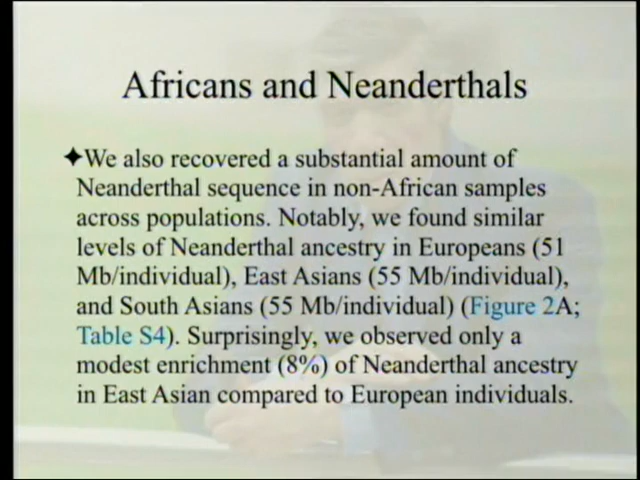 Africans and Neanderthals
✦We also recovered a substantial amount of
Neanderthal sequence in non-African samples
across populations. Notably, we found similar
levels of Neanderthal ancestry in Europeans (51
Mb/individual), East Asians (55 Mb/individual),
and South Asians (55 Mb/individual) (Figure 2A;
Table S4). Surprisingly, we observed only a
modest enrichment (8%) of Neanderthal ancestry
in East Asian compared to European individuals.